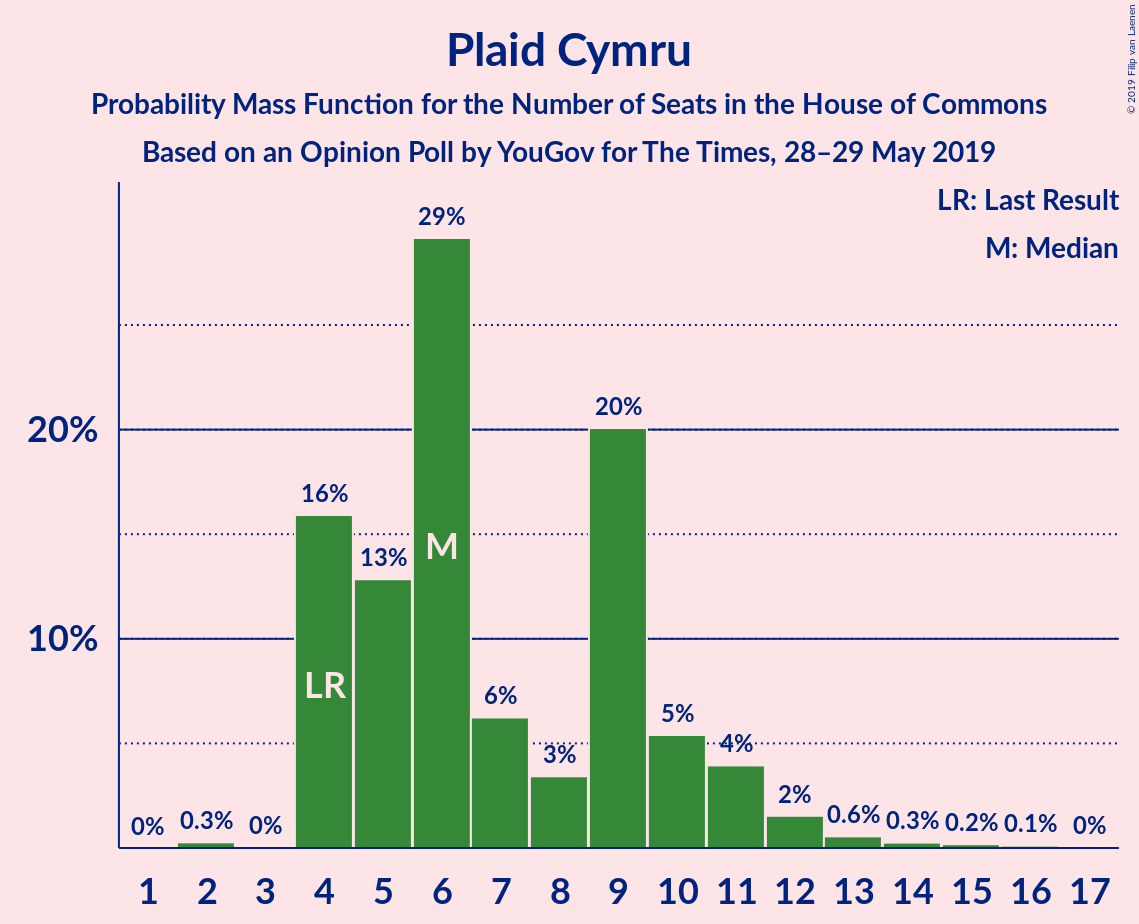 Plaid Cymru
Probability Mass Function for the Number of Seats in the House of Commons
Based on an Opinion Poll by YouGov for The Times, 28–29 May 2019
© 2019 Filip van Laenen
LR: Last Result
M: Median
29%
20%
20%
16%
13%
M
10%
LR
6%
5%
4%
3%
2%
0.6%
0% 0.3% 0% 0.3% 0.2% 0.1% 0%
1 2 3 4 5 6 7 8 9 10 11 12 13 14 15 16 17